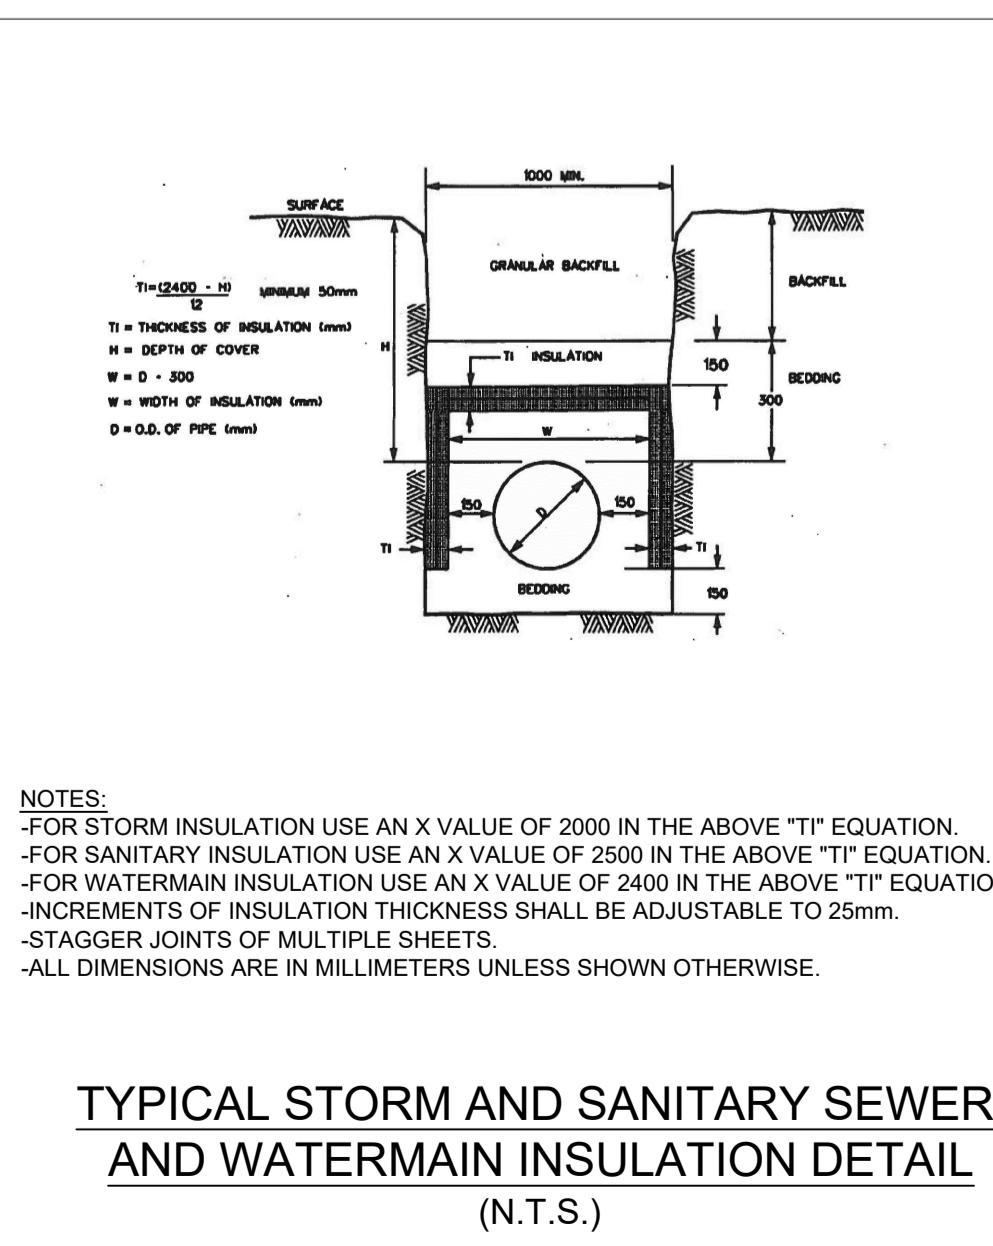 1000 MIN.
SURFACE
GRANULAR BACKFILL
BACKFILL
TI=(2400 - H) MINIMUM 50mm
12
TI = THICKNESS OF INSULATION (mm)
H = DEPTH OF COVER
W = D - 300
W = WIDTH OF INSULATION (mm)
D = O.D. OF PIPE (mm)
H
TI INSULATION
150
BEDDING
300
W
150
D
150
TI
TI
BEDDING
150
NOTES:
-FOR STORM INSULATION USE AN X VALUE OF 2000 IN THE ABOVE "TI" EQUATION.
-FOR SANITARY INSULATION USE AN X VALUE OF 2500 IN THE ABOVE "TI" EQUATION.
-FOR WATERMAIN INSULATION USE AN X VALUE OF 2400 IN THE ABOVE "TI" EQUATIO
-INCREMENTS OF INSULATION THICKNESS SHALL BE ADJUSTABLE TO 25mm.
-STAGGER JOINTS OF MULTIPLE SHEETS.
-ALL DIMENSIONS ARE IN MILLIMETERS UNLESS SHOWN OTHERWISE.
TYPICAL STORM AND SANITARY SEWER
AND WATERMAIN INSULATION DETAIL
(N.T.S.)